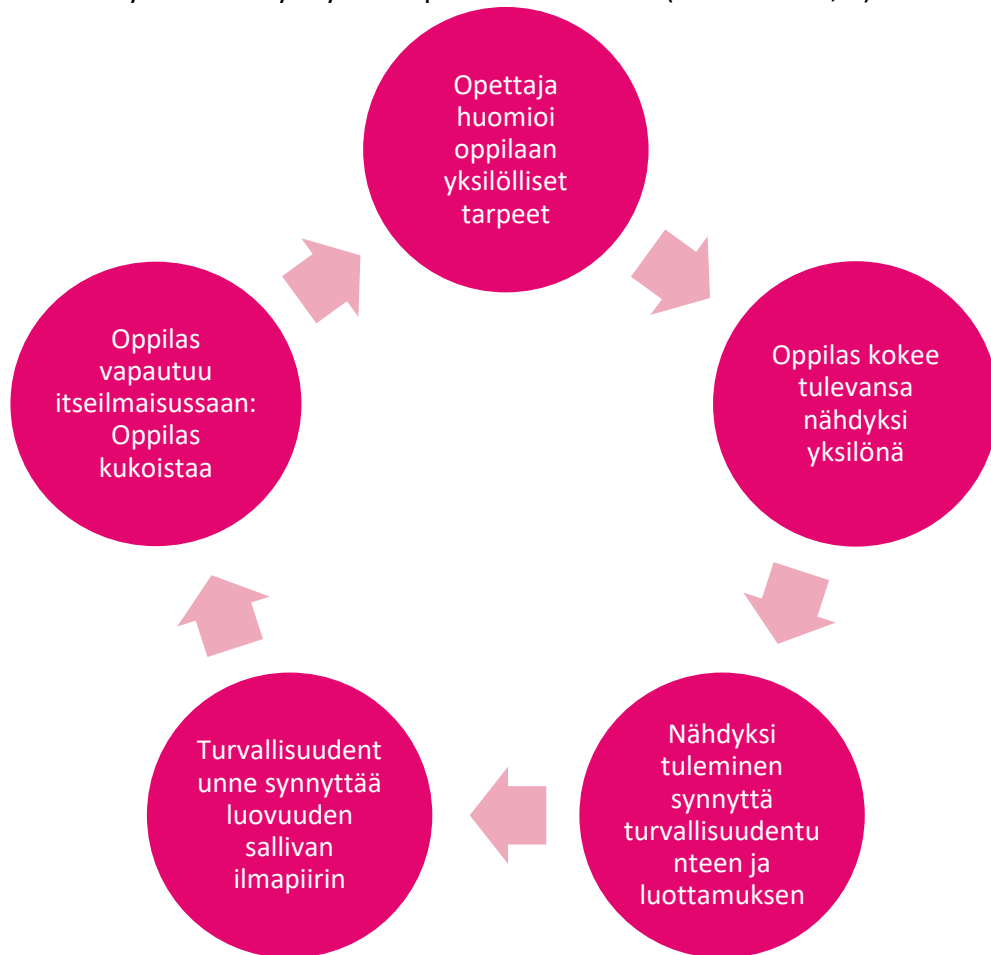 Opettaja
huomioi
oppilaan
yksilölliset
tarpeet
Oppilas kokee
tulevansa
nähdyksi
yksilönä
Nähdyksi
tuleminen
synnyttä
turvallisuudentu
nteen ja
luottamuksen
Turvallisuudent
unne synnyttää
luovuuden
sallivan
ilmapiirin
Oppilas
vapautuu
itseilmaisussaan:
Oppilas
kukoistaa